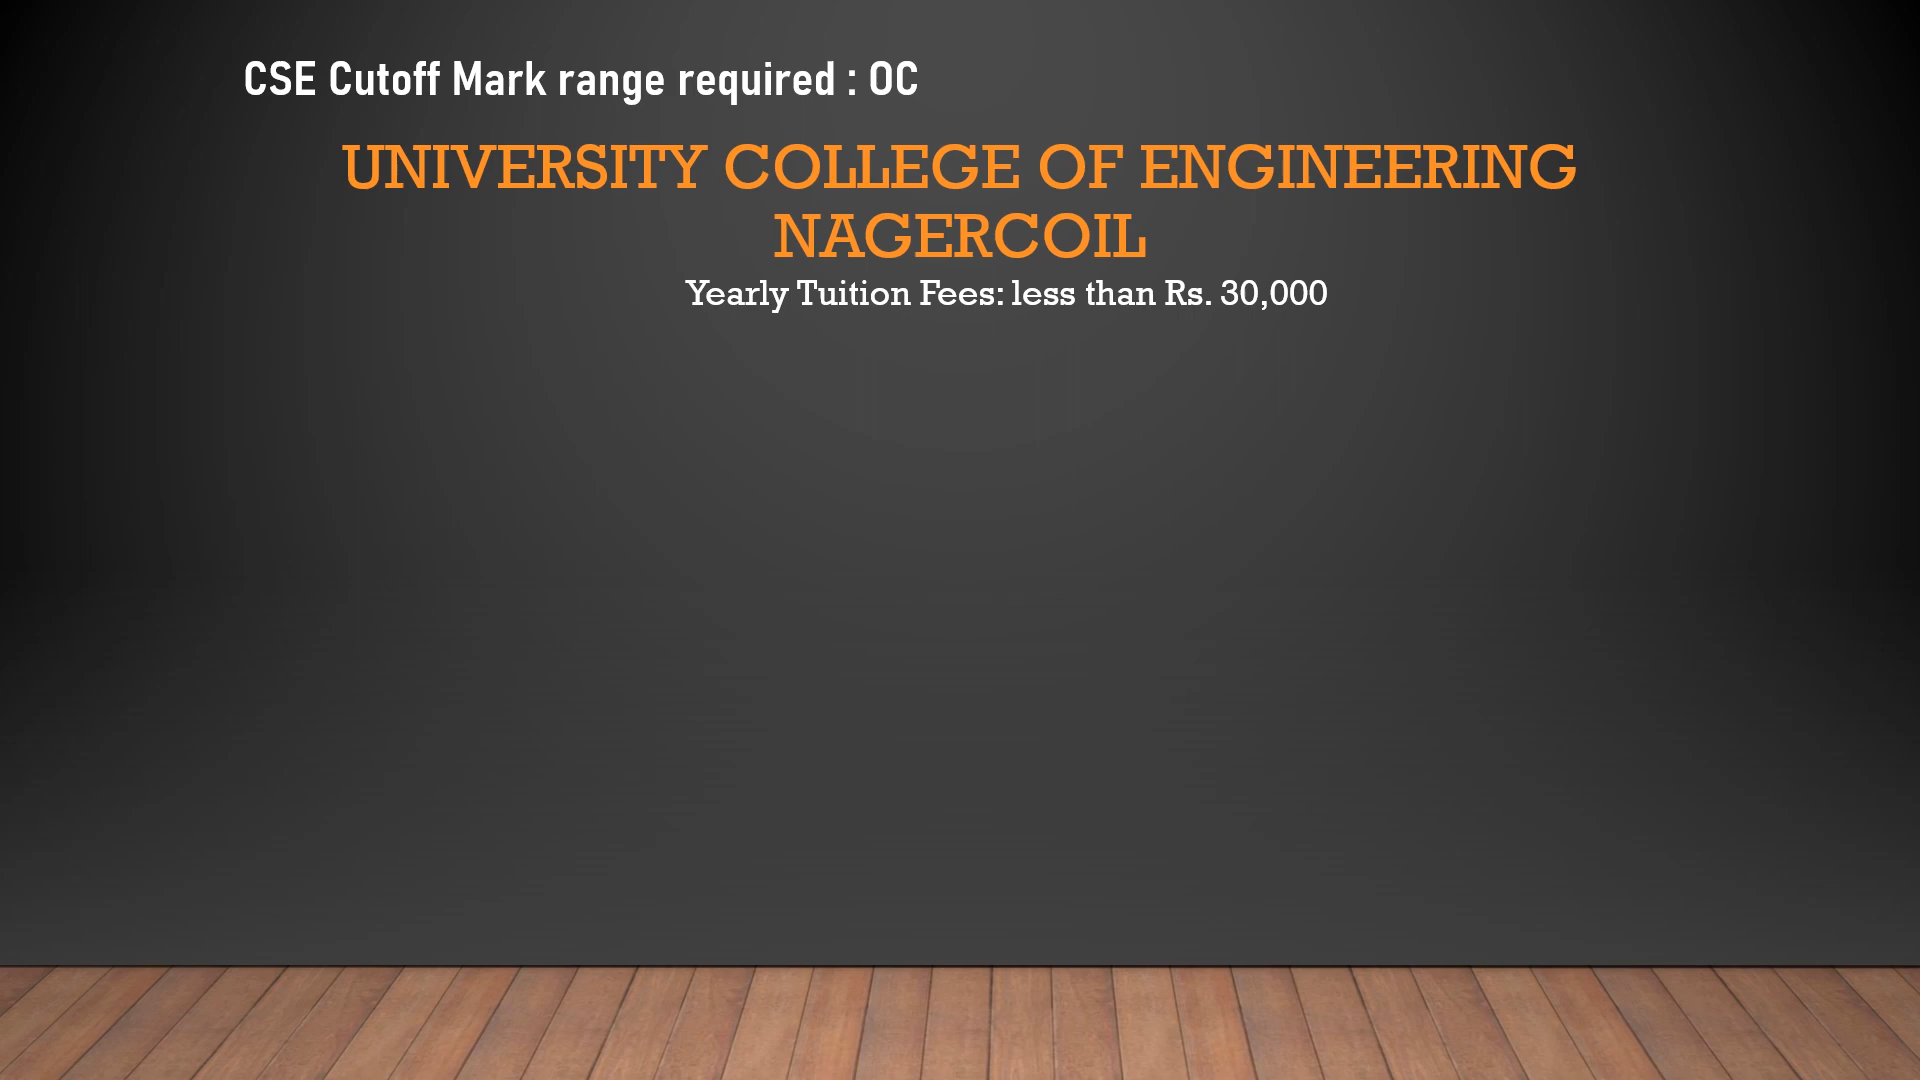 CSE Cutoff Mark range required : OC
UNIVERSITY COLLEGE OF ENGINEERING
NAGERCOIL
Yearly Tuition Fees: less than Rs. 30,000